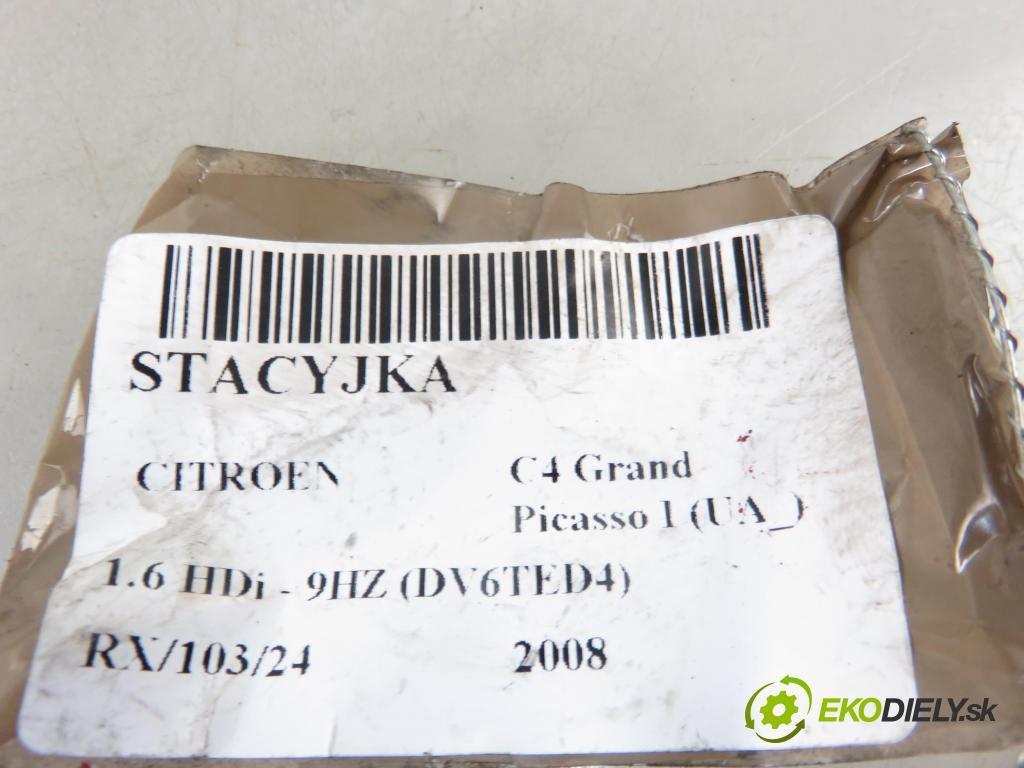 STACYJKA
CITROEN
C4 Grand
Picasso I (UA_)
1.6 HDi - 9HZ (DV6TED4)
RX/103/24
2008
EKODIELY.sk